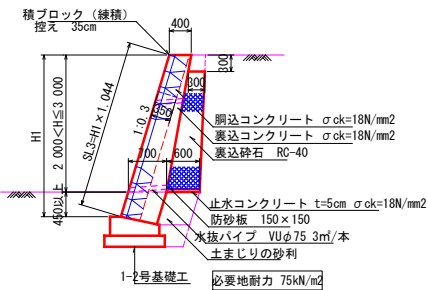 積ブロック (練積)
控え 35cm
400
300
300
H1
2 000<H≦3 000
SL3=H1×1.044
1:0.3
350
胴込コンクリート σck=18N/mm2
裏込コンクリート σck=18N/mm2
裏込砕石 RC-40
700
600
450以上
止水コンクリート t=5cm σck=18N/mm2
防砂板 150×150
水抜パイプ VUφ75 3㎡/本
土まじりの砂利
1-2号基礎工
必要地耐力 75kN/m2